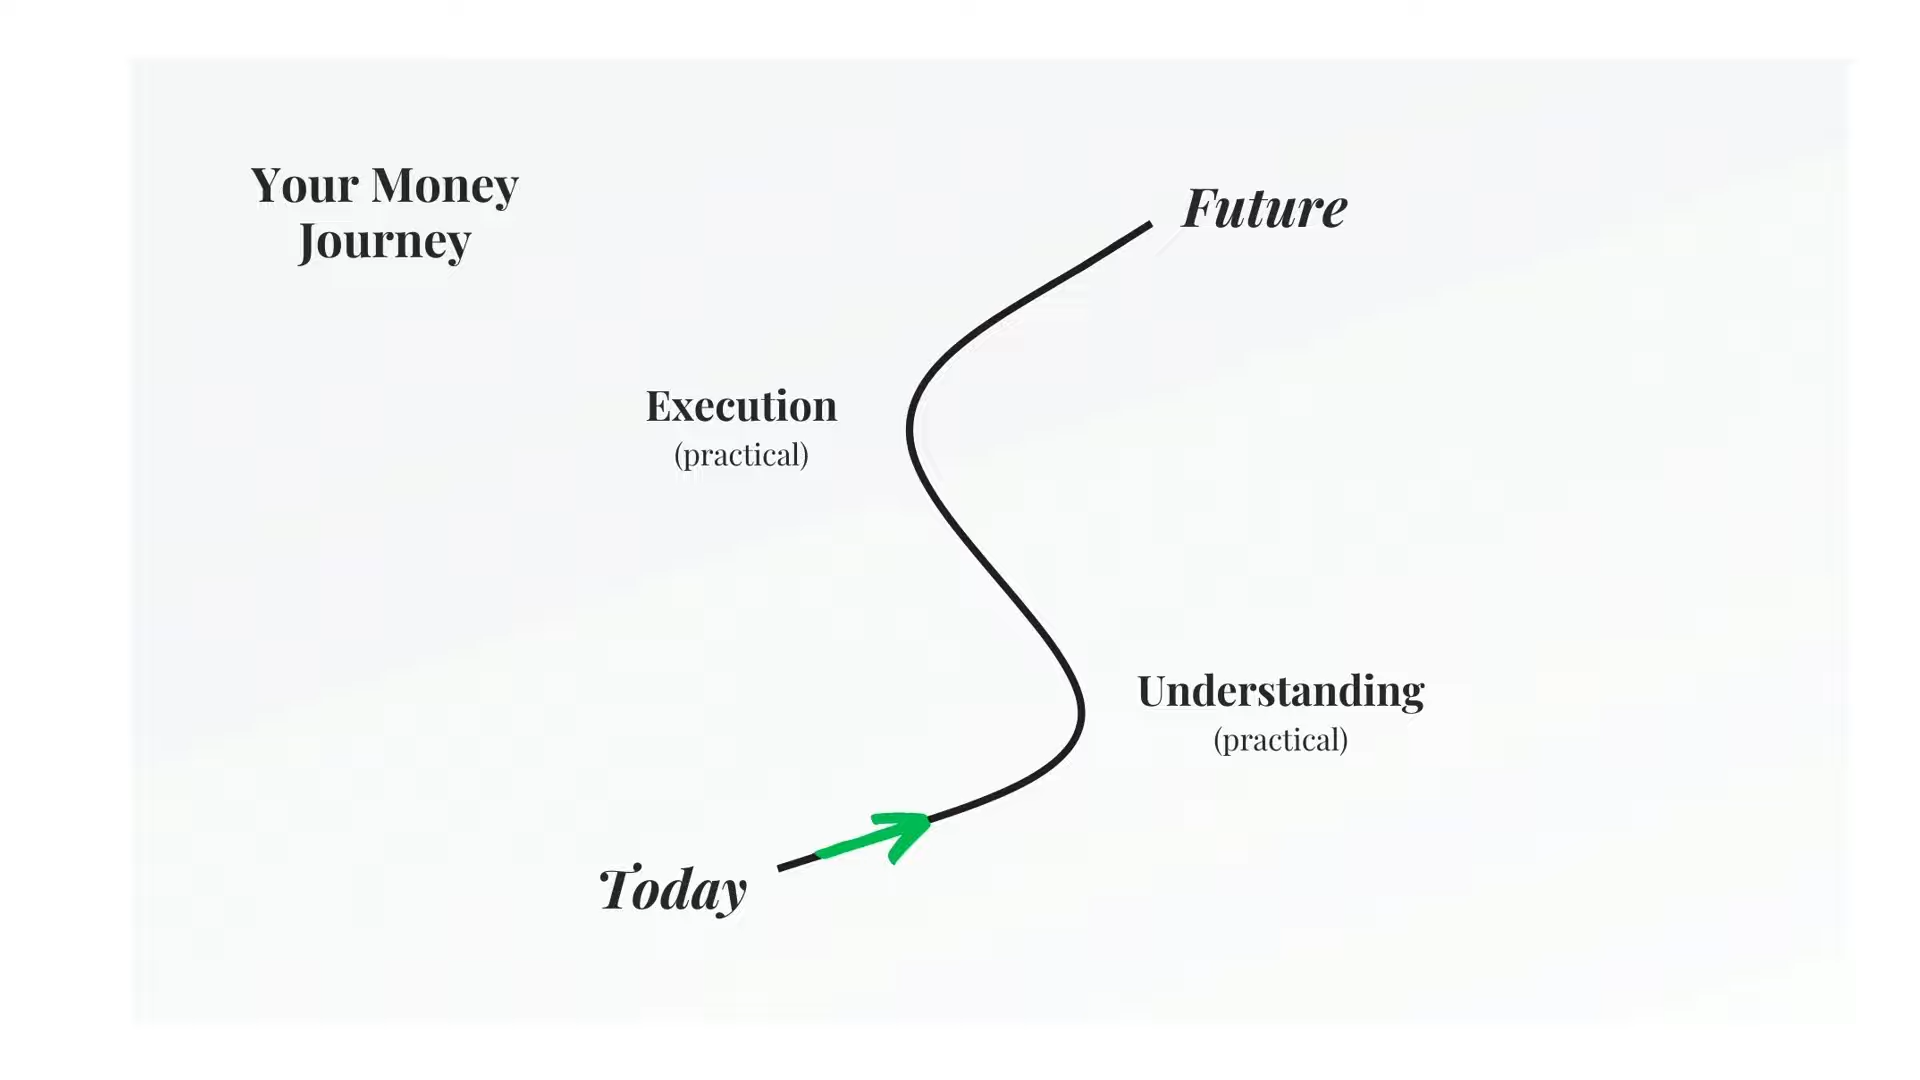 Your Money
Journey
Future
Execution
(practical)
Understanding
(practical)
Today